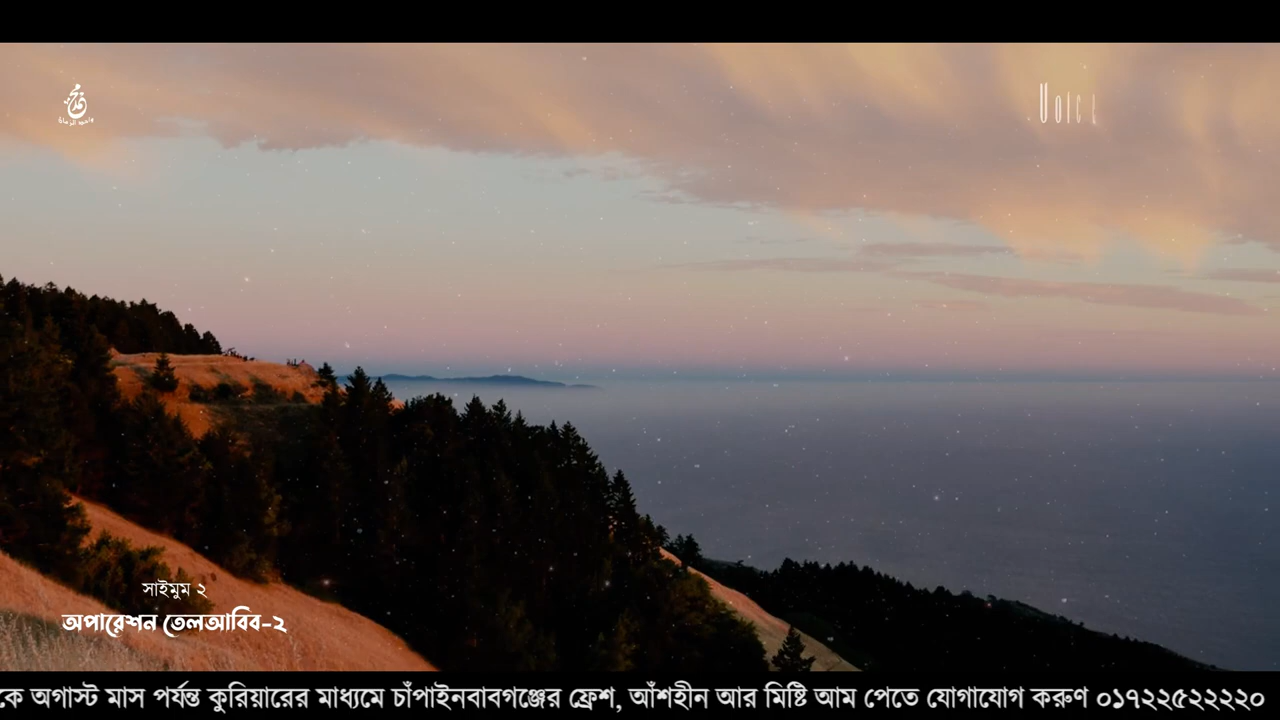 Voice
সাইমুম ২
অপারেশন তেলআবিব-২
কে অগাস্ট মাস পর্যন্ত কুরিয়ারের মাধ্যমে চাঁপাইনবাবগঞ্জের ফ্রেশ, আঁশহীন আর মিষ্টি আম পেতে যোগাযোগ করুণ ০১৭২২৫২২২২০